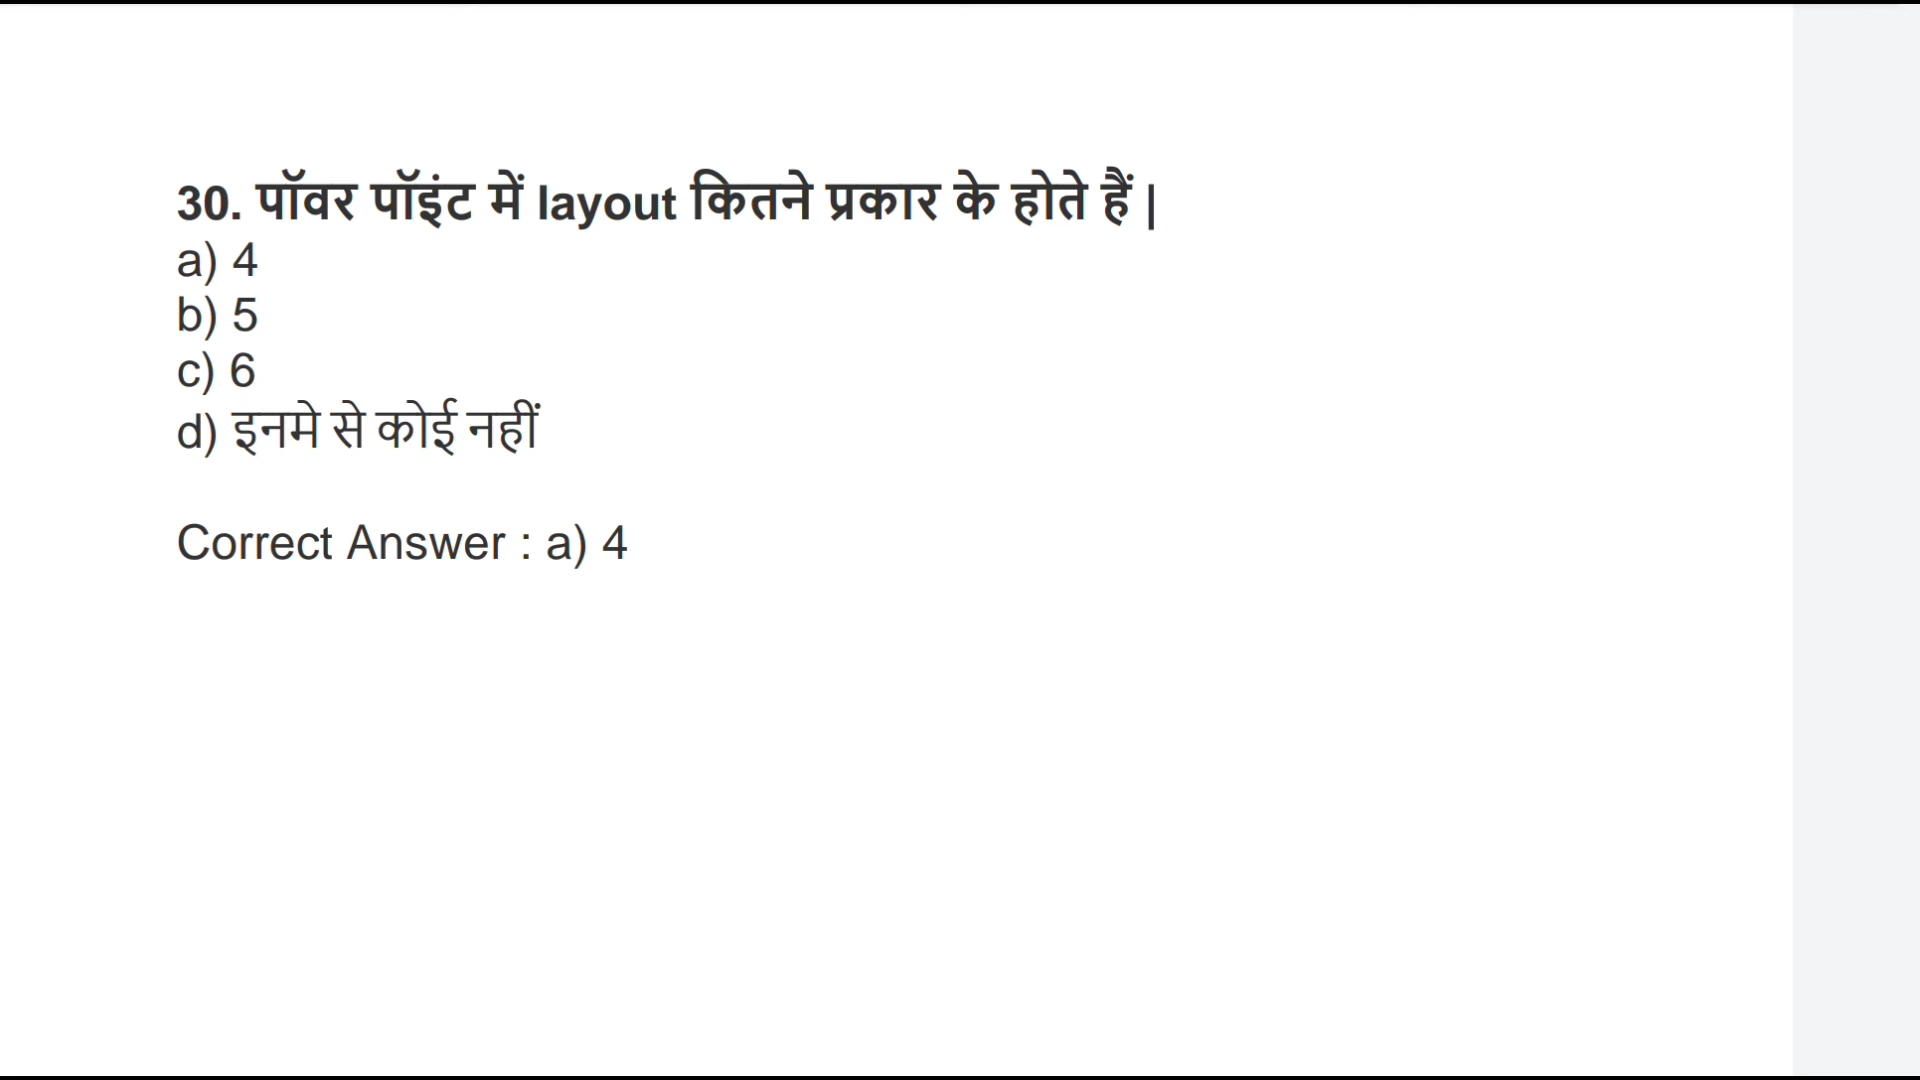 30. पॉवर पॉइंट में layout कितने प्रकार के होते हैं |
a) 4
b) 5
c) 6
d) इनमे से कोई नहीं
Correct Answer : a) 4